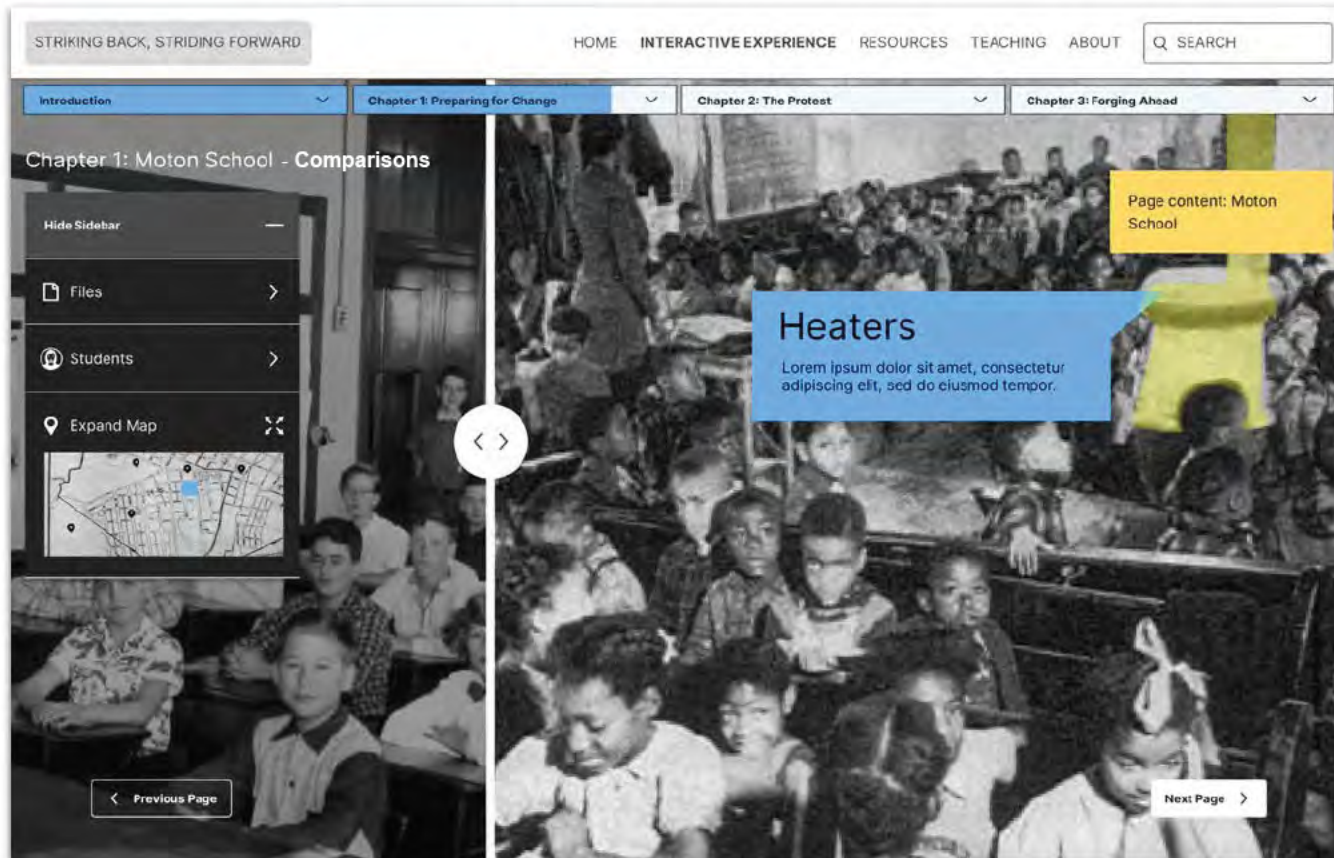 STRIKING BACK, STRIDING FORWARD
HOME
INTERACTIVE EXPERIENCE
RESOURCES
TEACHING
ABOUT
SEARCH
Introduction
Chapter 1: Preparing for Change
Chapter 2: The Protest
Chapter 3: Forging Ahead
Chapter 1: Moton School - Comparisons
Hide Sidebar
Files
Students
Expand Map
Page content: Moton
School
Heaters
Lorem ipsum dolor sit amet, consectetur
adipiscing elit, sed do eiusmod tempor.
Previous Page
Next Page